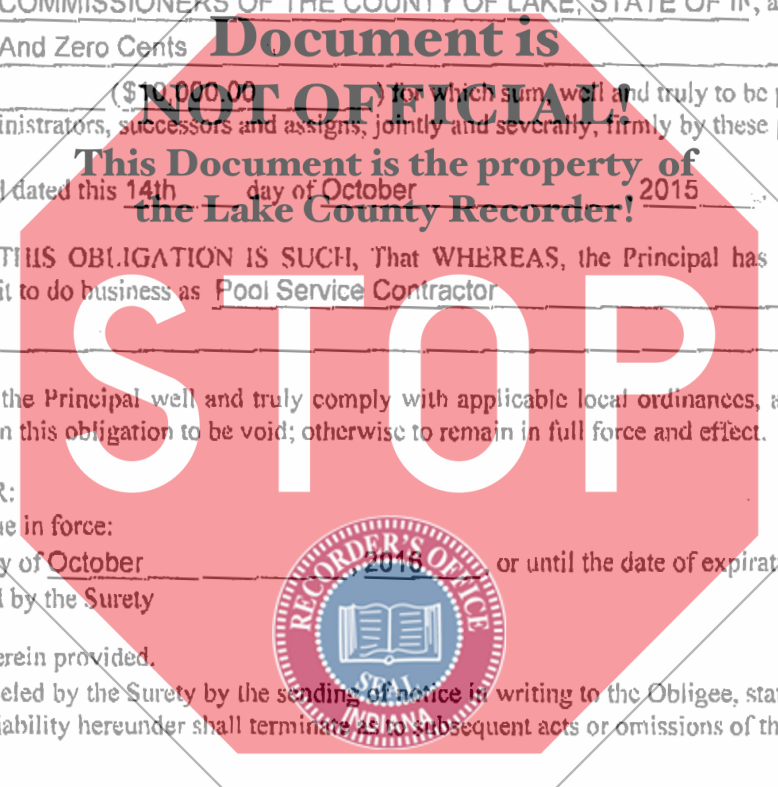 COMMISSIONERS OF THE COUNTY OF LAKE, STATE OF IN, a
And Zero Cents
Document is
($10,000.00 ) for which sum, well and truly to be p
NOT OFFICIAL!
inistrators, successors and assigns, jointly and severally, firmly by these p
This Document is the property of
l dated this 14th day of October , 2015
the Lake County Recorder!
THIS OBLIGATION IS SUCH, That WHEREAS, the Principal has
it to do business as Pool Service Contractor
STOP
the Principal well and truly comply with applicable local ordinances, a
n this obligation to be void; otherwise to remain in full force and effect.
R:
ue in force:
y of October , 2016 , or until the date of expirat
l by the Surety
RECORDER'S OFFICE
SEAL
INDIANA
erein provided.
eled by the Surety by the sending of notice in writing to the Obligee, sta
iability hereunder shall terminate as to subsequent acts or omissions of th